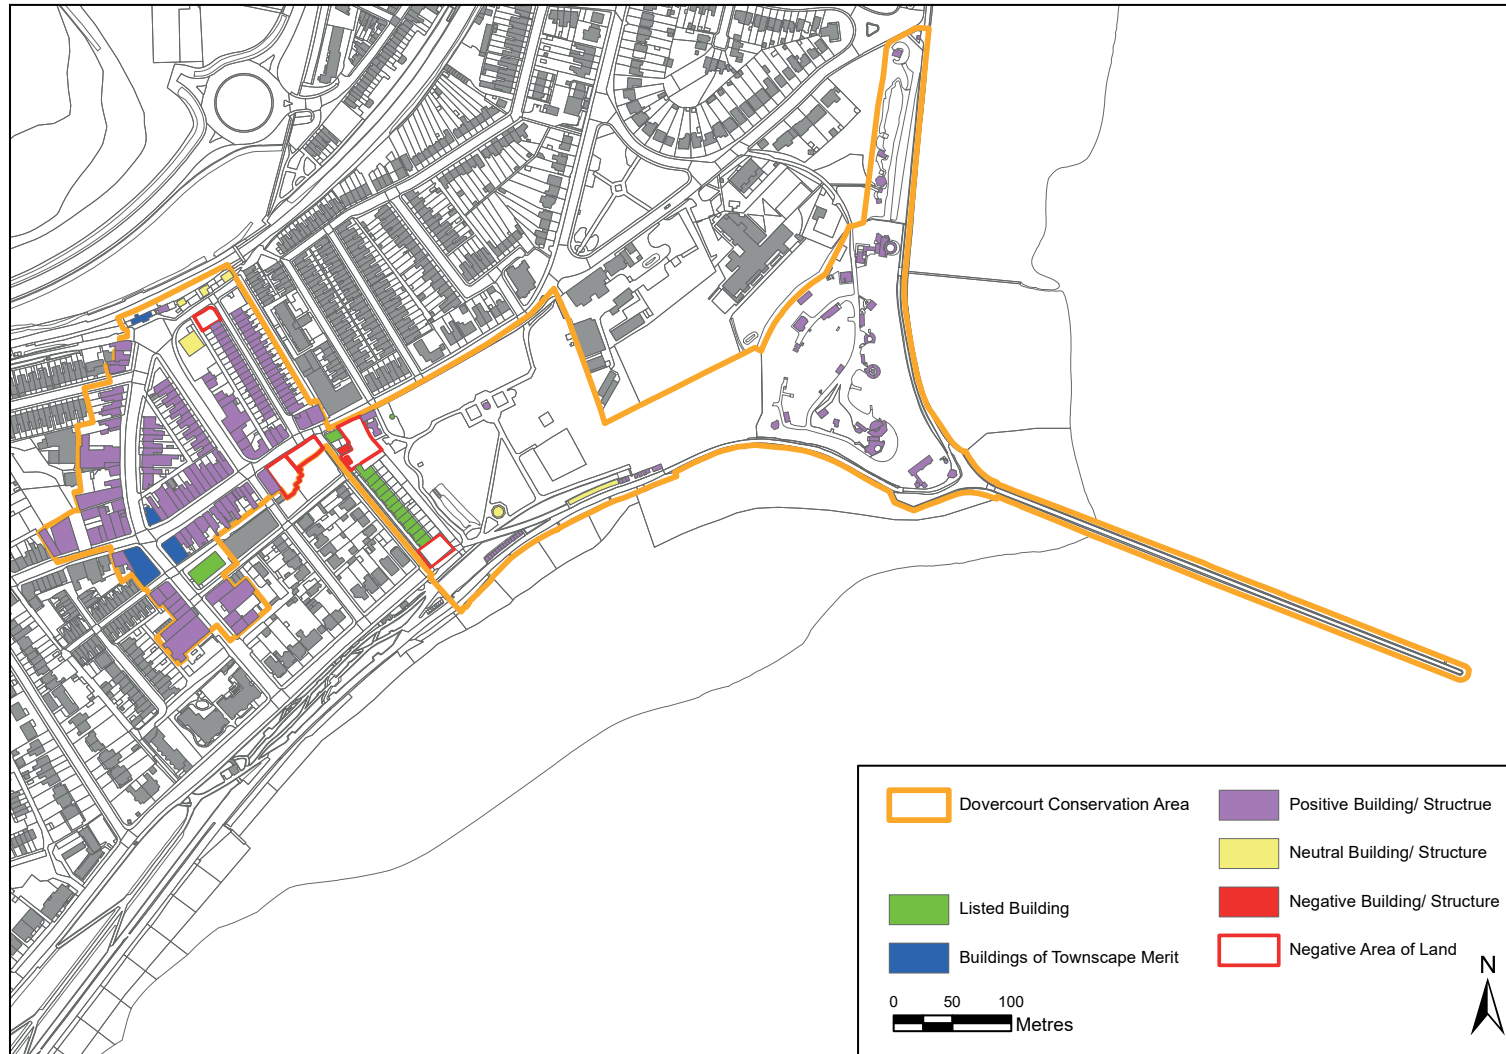 Dovercourt Conservation Area
Listed Building
Buildings of Townscape Merit
Positive Building/ Structrue
Neutral Building/ Structure
Negative Building/ Structure
Negative Area of Land
0 50 100
Metres
N